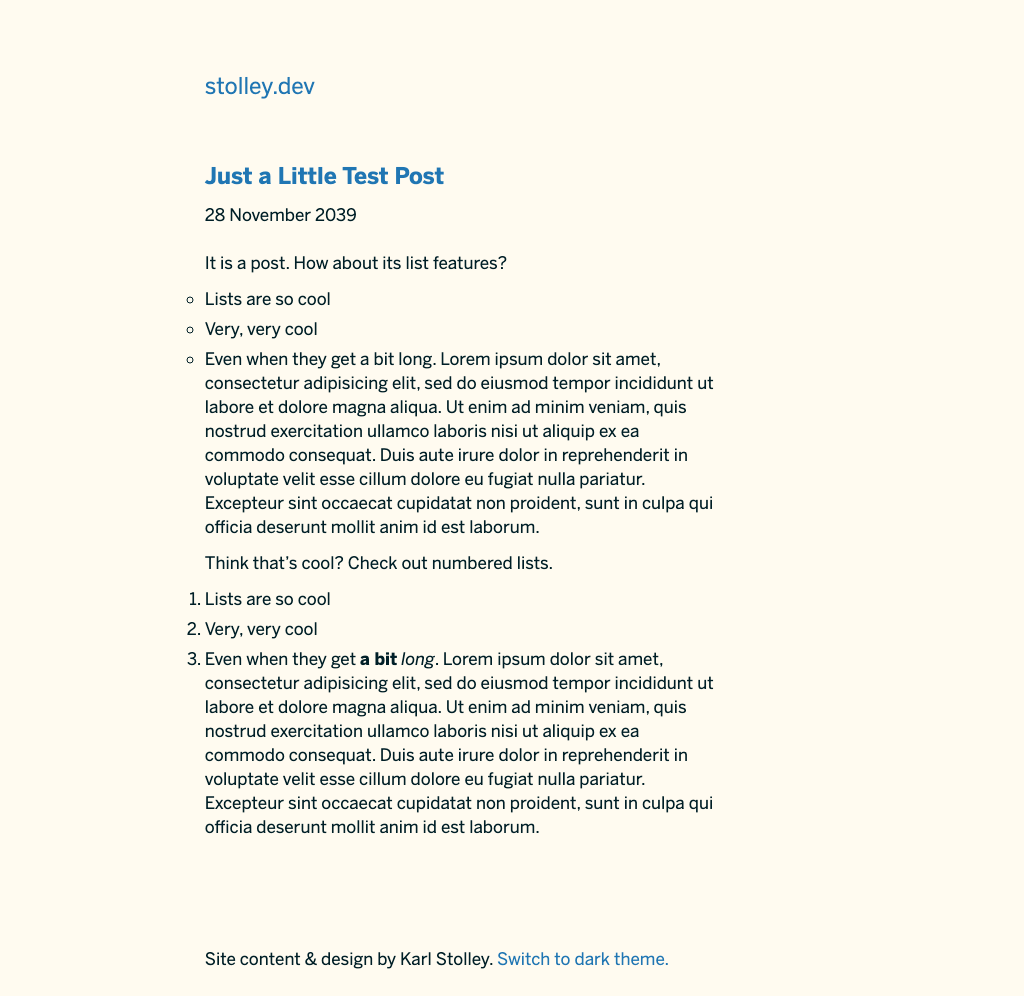 stolley.dev
Just a Little Test Post
28 November 2039
It is a post. How about its list features?
Lists are so cool
Very, very cool
Even when they get a bit long. Lorem ipsum dolor sit amet,
consectetur adipisicing elit, sed do eiusmod tempor incididunt ut
labore et dolore magna aliqua. Ut enim ad minim veniam, quis
nostrud exercitation ullamco laboris nisi ut aliquip ex ea
commodo consequat. Duis aute irure dolor in reprehenderit in
voluptate velit esse cillum dolore eu fugiat nulla pariatur.
Excepteur sint occaecat cupidatat non proident, sunt in culpa qui
officia deserunt mollit anim id est laborum.
Think that’s cool? Check out numbered lists.
1. Lists are so cool
2. Very, very cool
3. Even when they get a bit long. Lorem ipsum dolor sit amet,
consectetur adipisicing elit, sed do eiusmod tempor incididunt ut
labore et dolore magna aliqua. Ut enim ad minim veniam, quis
nostrud exercitation ullamco laboris nisi ut aliquip ex ea
commodo consequat. Duis aute irure dolor in reprehenderit in
voluptate velit esse cillum dolore eu fugiat nulla pariatur.
Excepteur sint occaecat cupidatat non proident, sunt in culpa qui
officia deserunt mollit anim id est laborum.
Site content & design by Karl Stolley. Switch to dark theme.